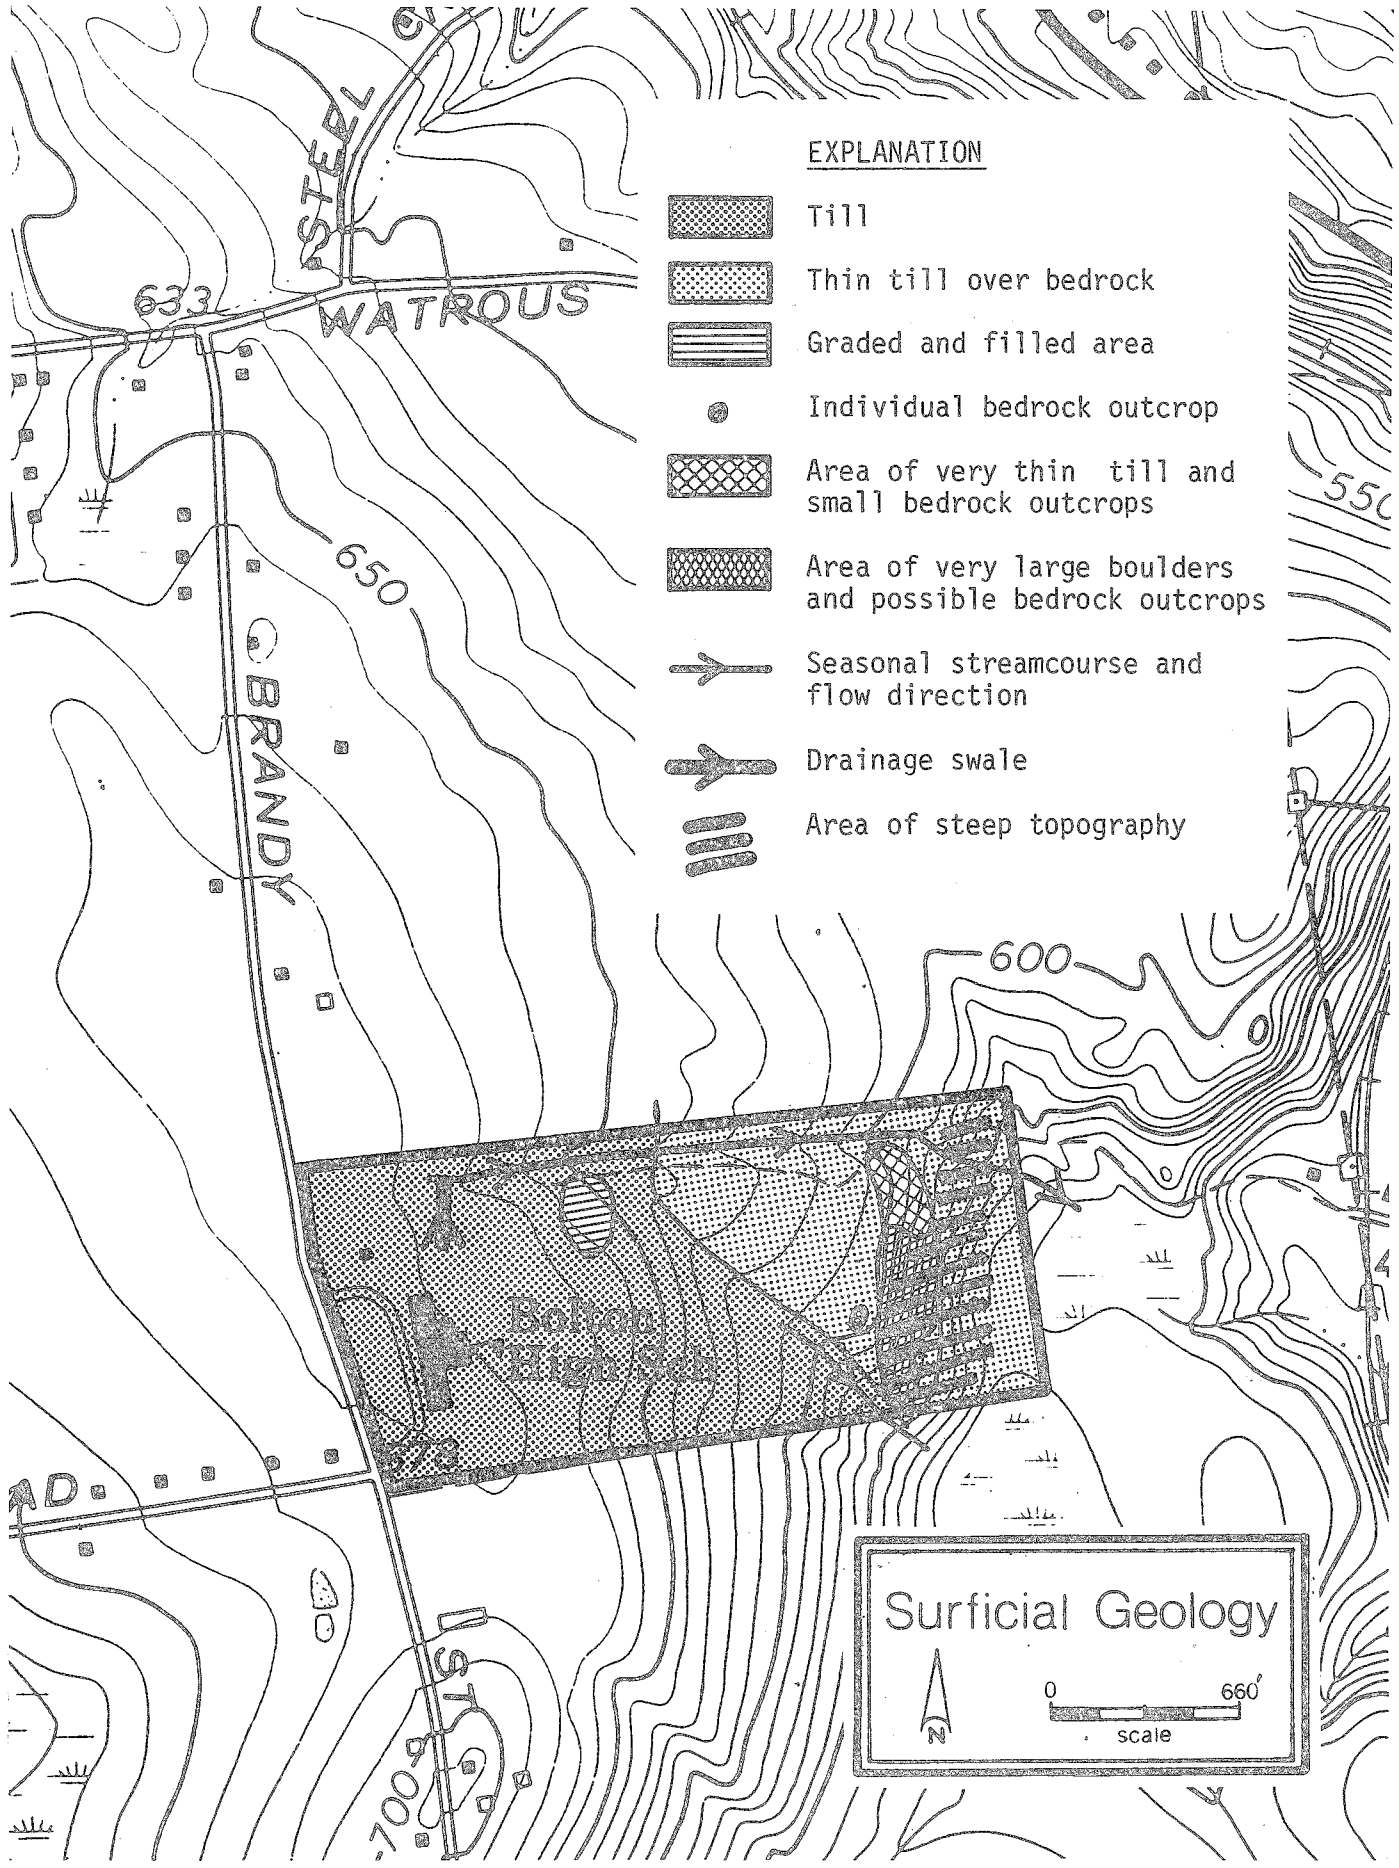 EXPLANATION
Till
Thin till over bedrock
Graded and filled area
Individual bedrock outcrop
Area of very thin till and
small bedrock outcrops
Area of very large boulders
and possible bedrock outcrops
Seasonal streamcourse and
flow direction
Drainage swale
Area of steep topography
633
WATROUS
550
650
BRANDY
600
Bolton
High Sch
673
ST
700
Surficial Geology
0 660'
N scale